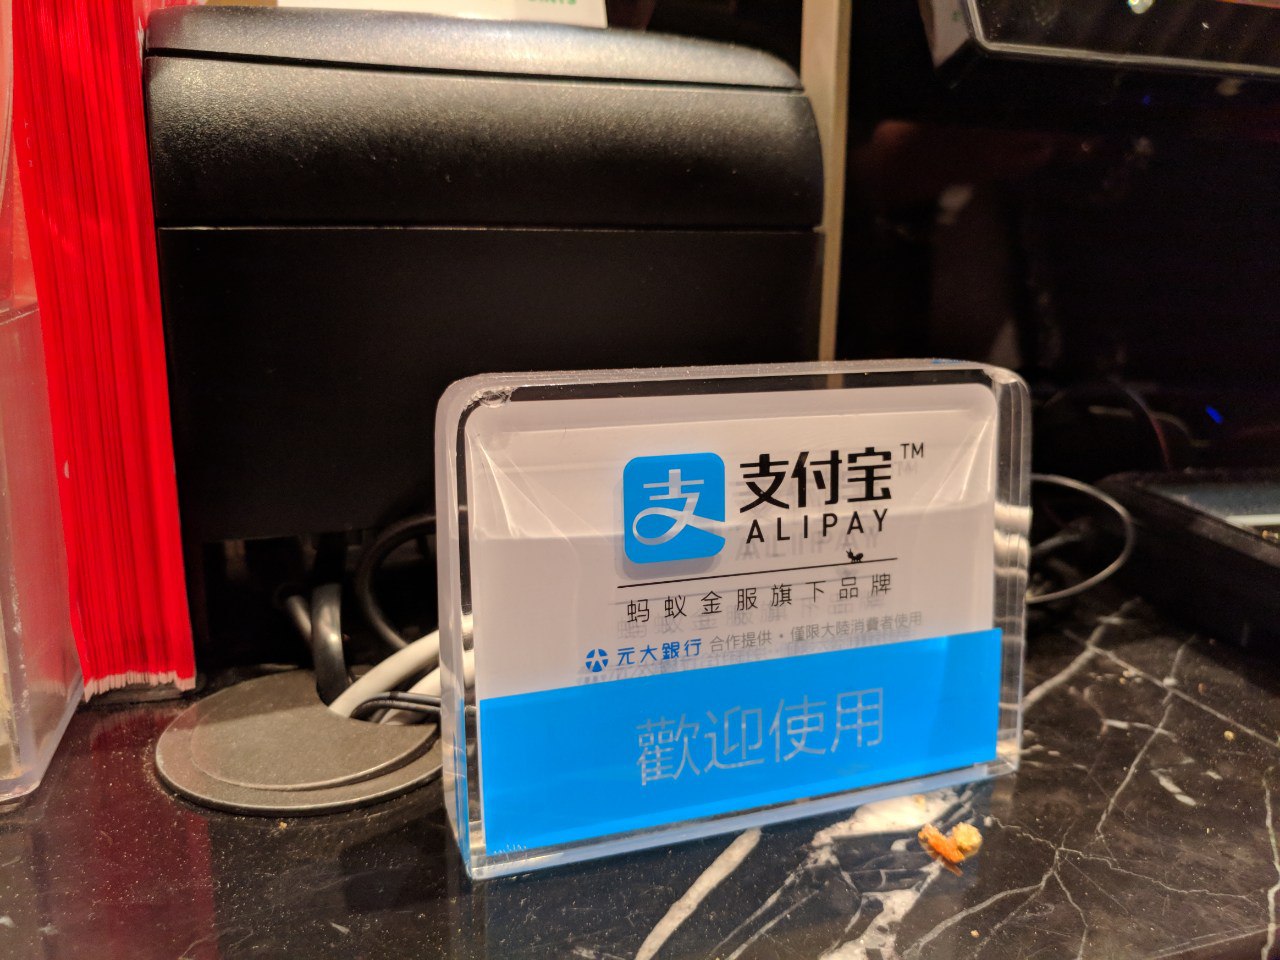 支付宝™
ALIPAY
蚂蚁金服旗下品牌
元大銀行 合作提供・僅限大陸消費者使用
歡迎使用